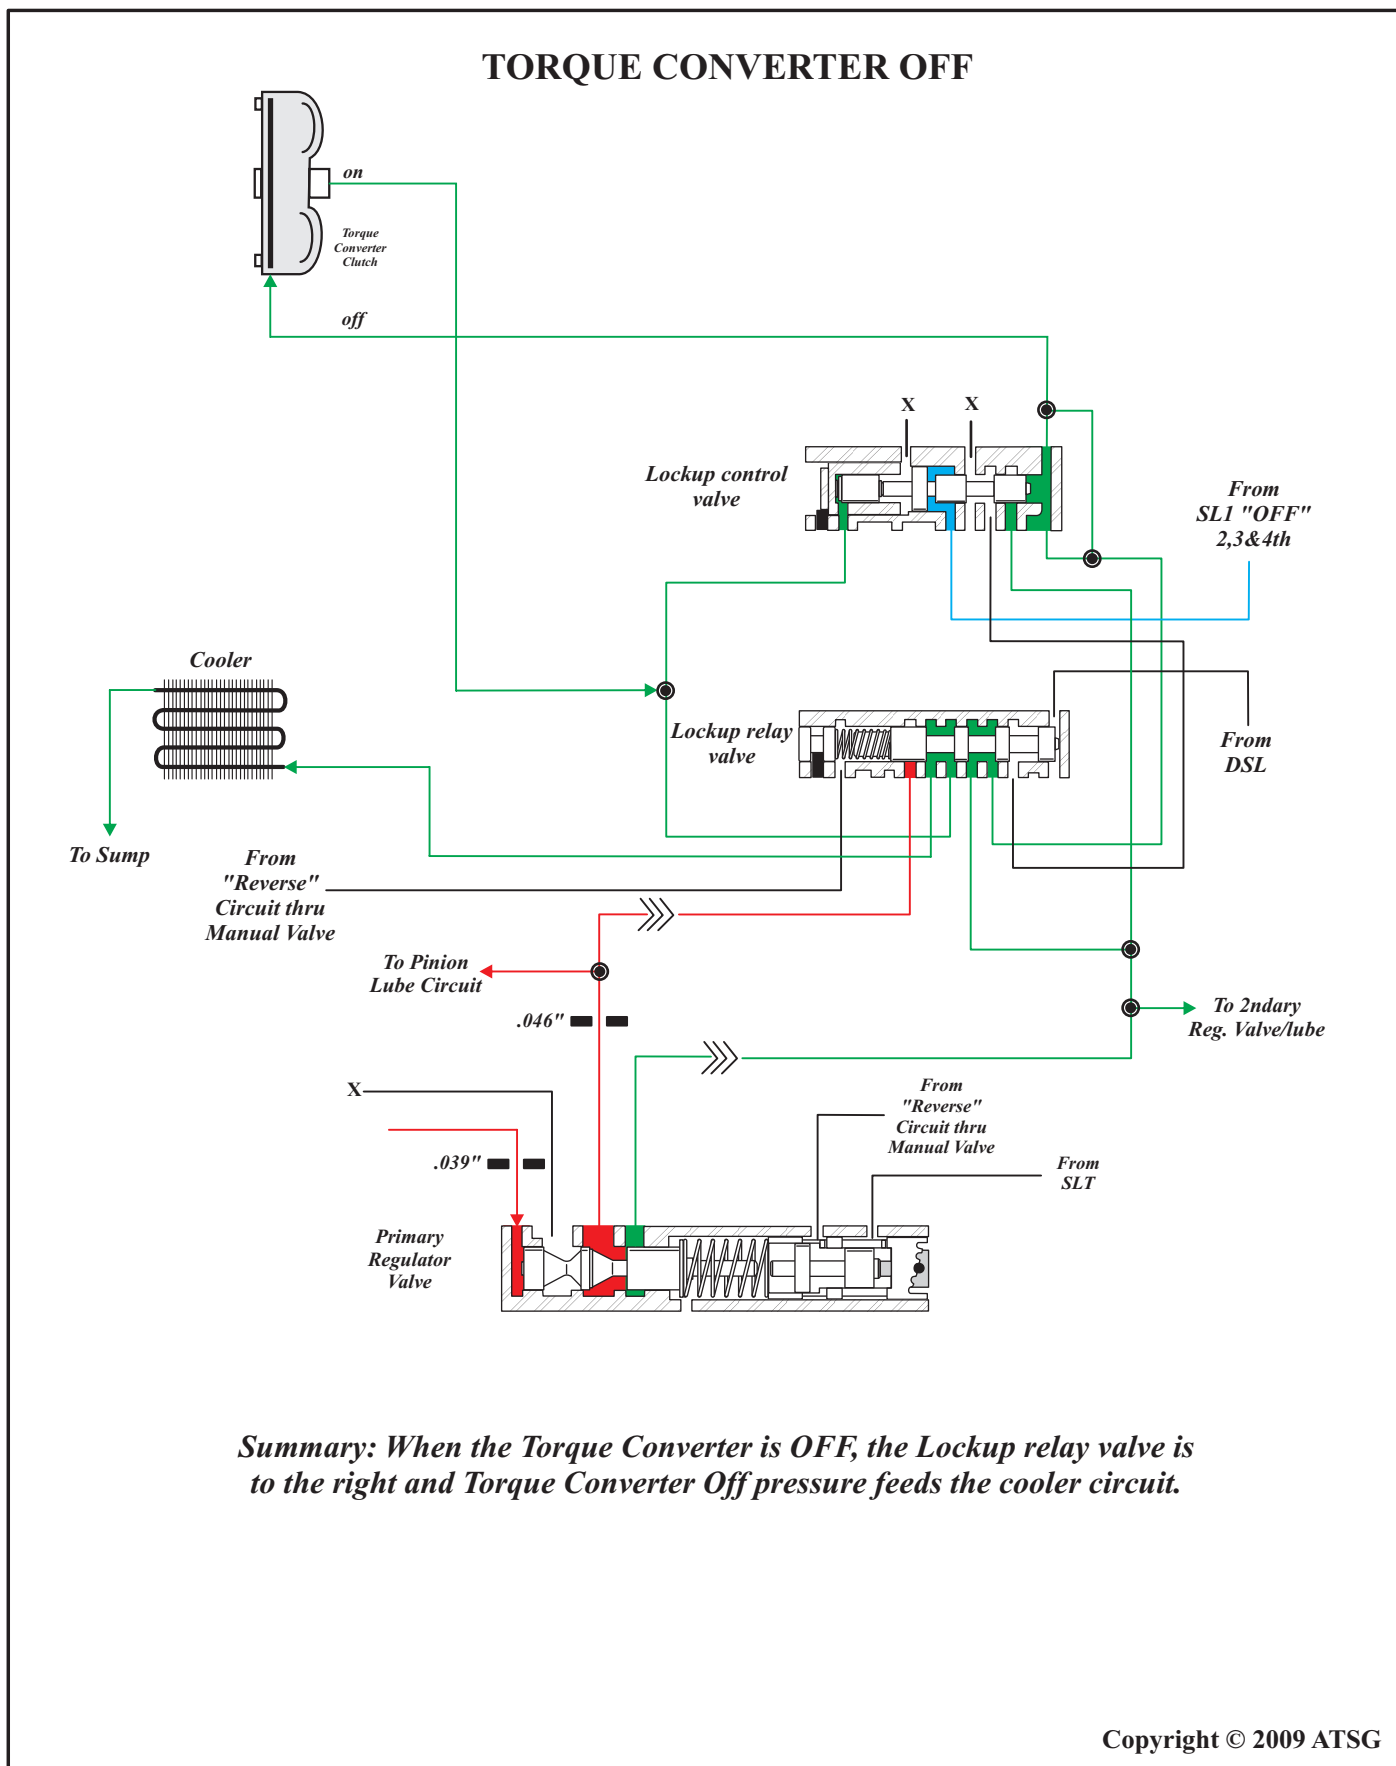 TORQUE CONVERTER OFF
on
Torque
Converter
Clutch
off
X
X
Lockup control
valve
From
SL1 "OFF"
2,3&4th
Cooler
Lockup relay
valve
From
DSL
To Sump
From
"Reverse"
Circuit thru
Manual Valve
To Pinion
Lube Circuit
.046"
To 2ndary
Reg. Valve/lube
X
From
"Reverse"
Circuit thru
Manual Valve
.039"
From
SLT
Primary
Regulator
Valve
Summary: When the Torque Converter is OFF, the Lockup relay valve is
to the right and Torque Converter Off pressure feeds the cooler circuit.
Copyright © 2009 ATSG